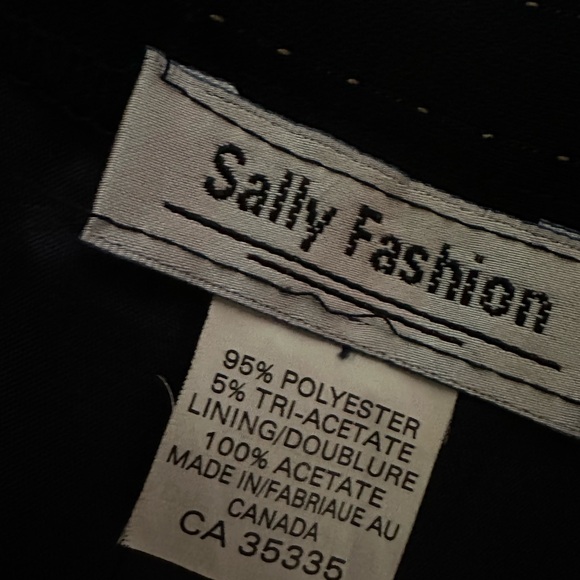 Sally Fashion
95% POLYESTER
5% TRI-ACETATE
LINING/DOUBLURE
100% ACETATE
MADE IN/FABRIAUE AU
CANADA
CA 35335